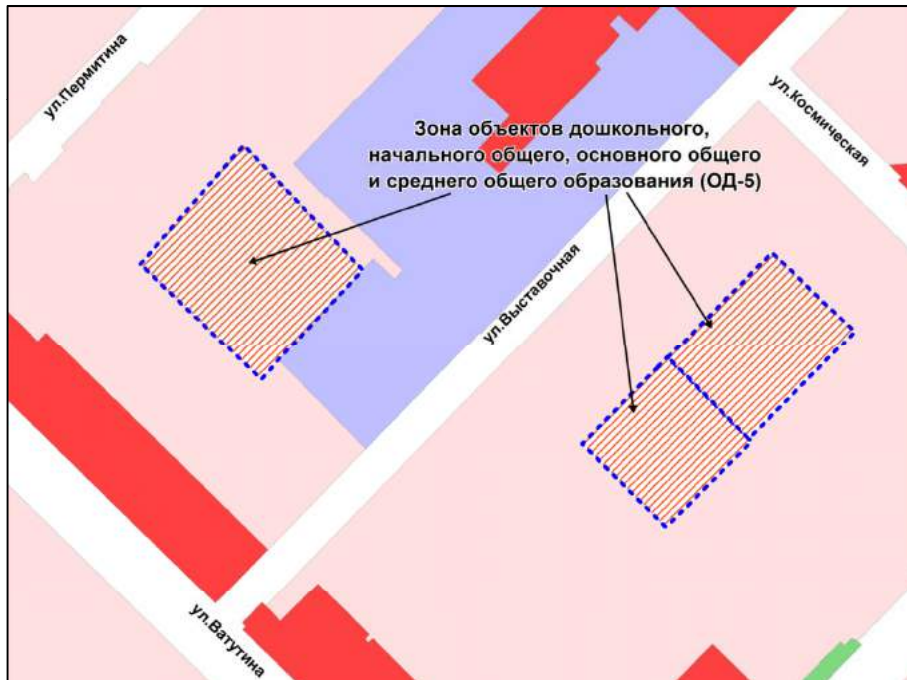 ул.Пермитина
ул.Космическая
Зона объектов дошкольного,
начального общего, основного общего
и среднего общего образования (ОД-5)
ул.Выставочная
ул.Ватутина